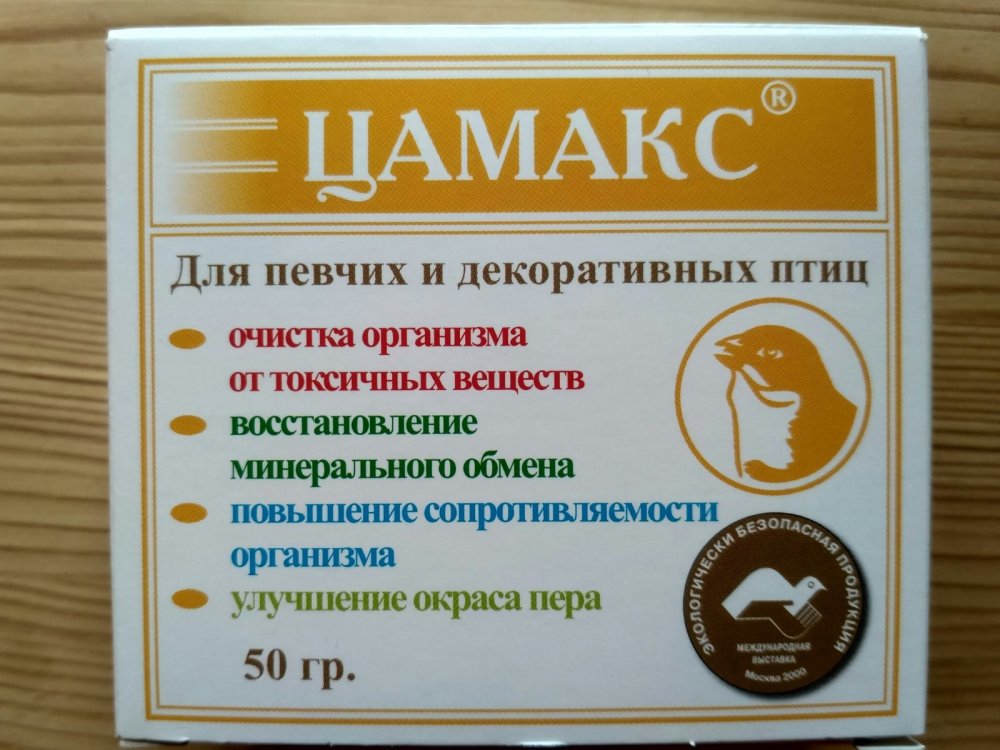 ЦАМАКС®
Для певчих и декоративных птиц
очистка организма
от токсичных веществ
восстановление
минерального обмена
повышение сопротивляемости
организма
улучшение окраса пера
50 гр.
ЭКОЛОГИЧЕСКИ БЕЗОПАСНАЯ ПРОДУКЦИЯ
МЕЖДУНАРОДНАЯ
ВЫСТАВКА
Москва 2000